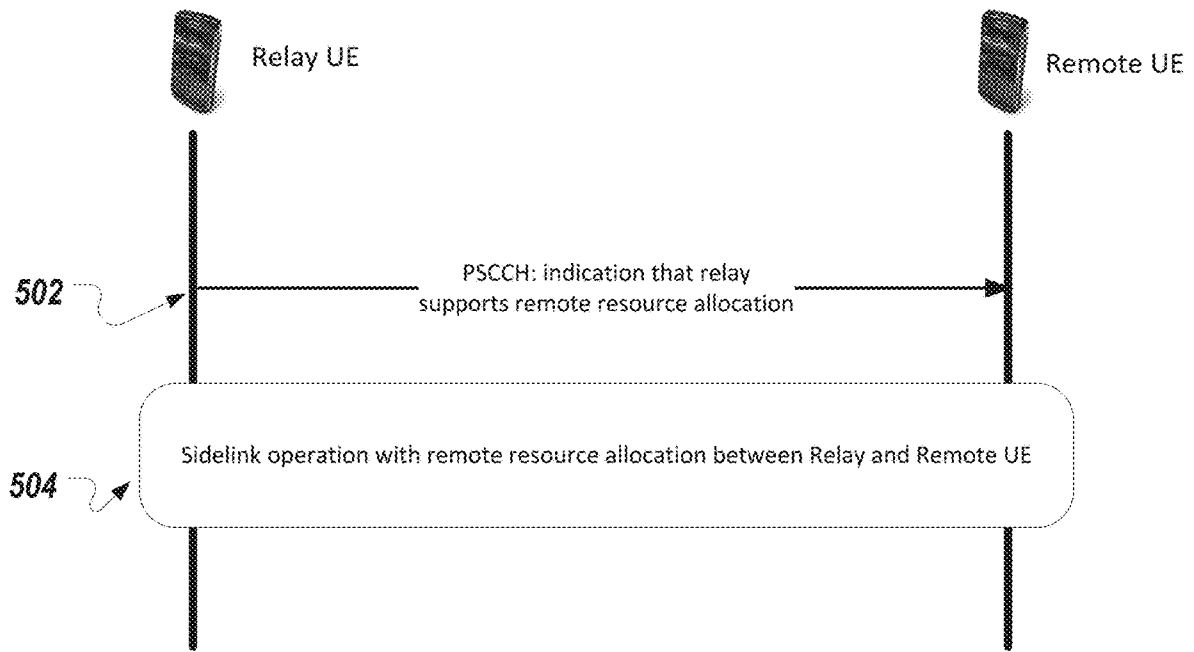 Relay UE
Remote UE
502
PSCCH: indication that relay
supports remote resource allocation
Sidelink operation with remote resource allocation between Relay and Remote UE
504